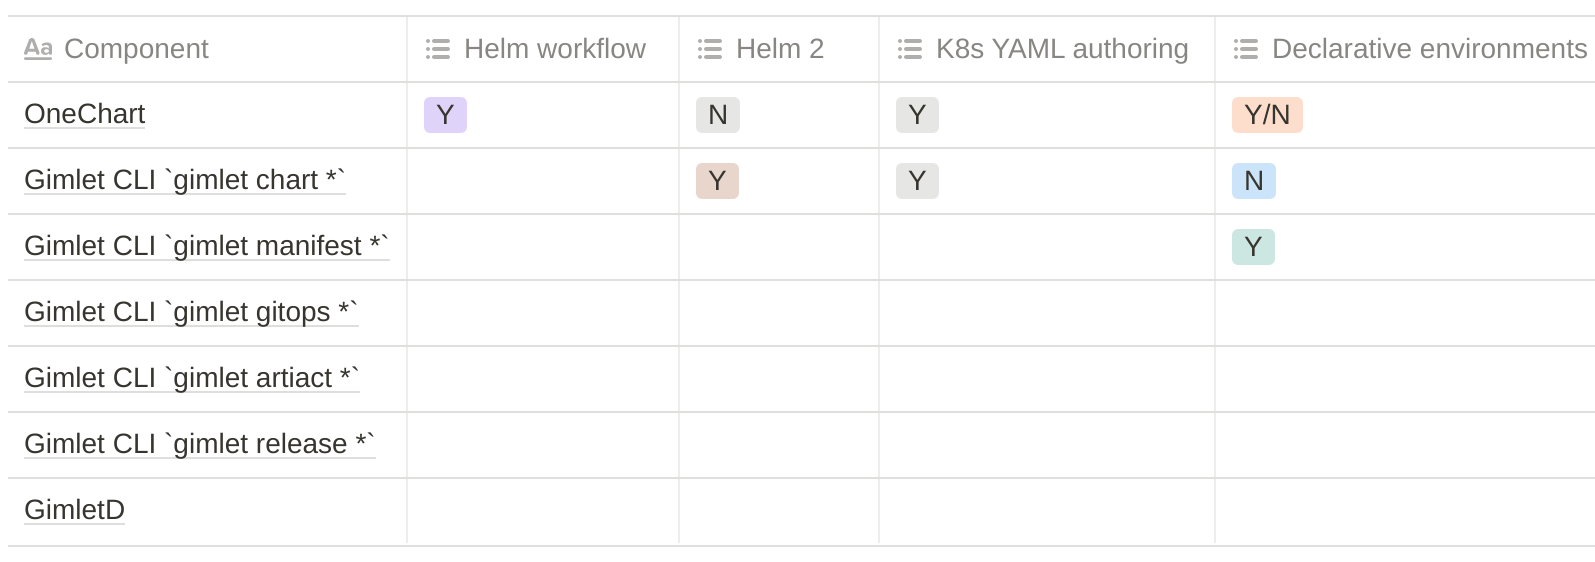 Aa Component Helm workflow Helm 2 K8s YAML authoring Declarative environments
OneChart Y N Y Y/N
Gimlet CLI `gimlet chart *` Y Y N
Gimlet CLI `gimlet manifest *` Y
Gimlet CLI `gimlet gitops *`
Gimlet CLI `gimlet artiact *`
Gimlet CLI `gimlet release *`
GimletD